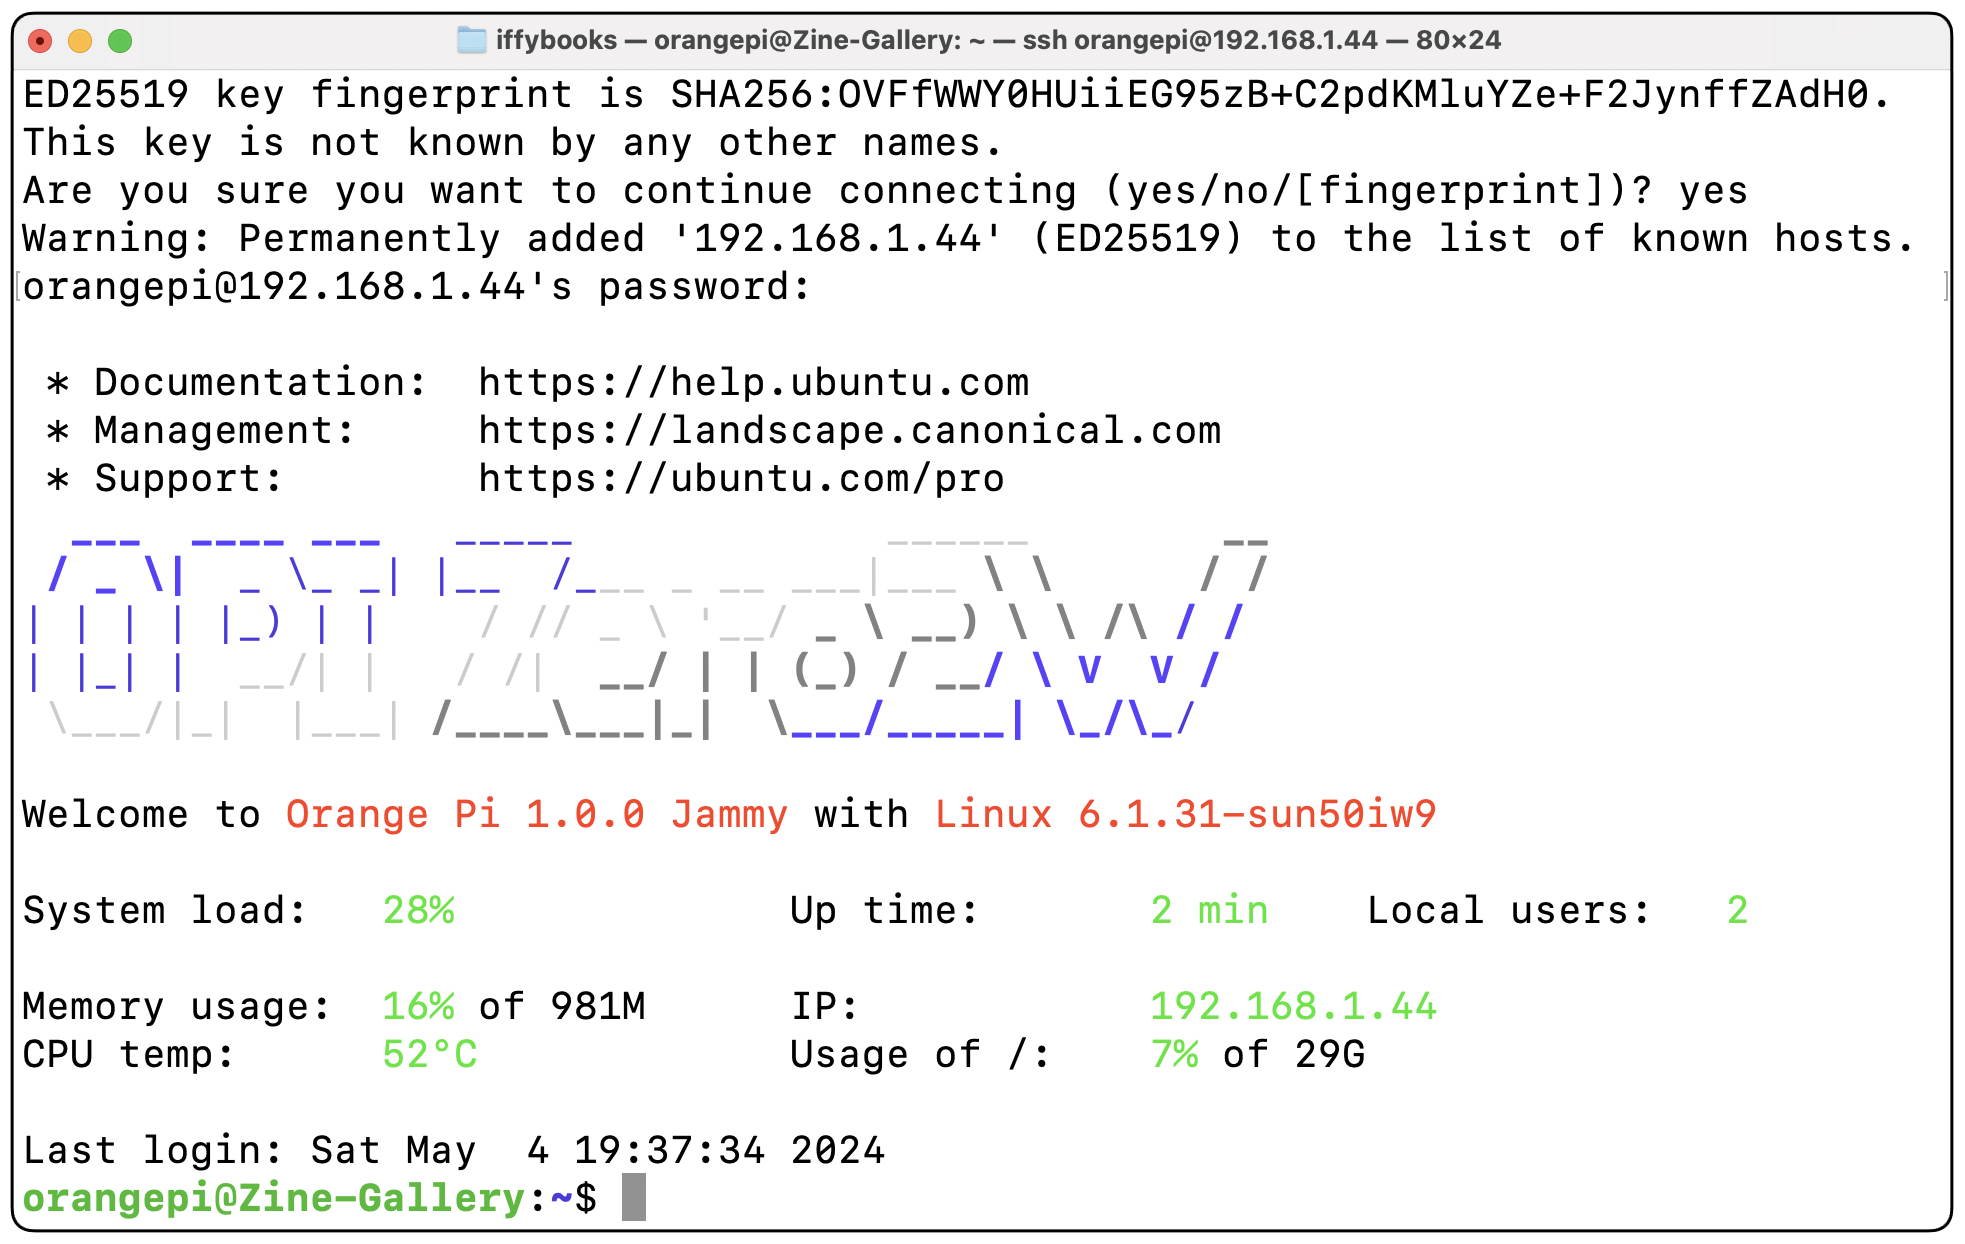 iffybooks — orangepi@Zine-Gallery: ~ — ssh orangepi@192.168.1.44 — 80×24
ED25519 key fingerprint is SHA256:OVFfWWY0HUiiEG95zB+C2pdKMluYZe+F2JynffZAdH0.
This key is not known by any other names.
Are you sure you want to continue connecting (yes/no/[fingerprint])? yes
Warning: Permanently added '192.168.1.44' (ED25519) to the list of known hosts.
orangepi@192.168.1.44's password:
* Documentation: https://help.ubuntu.com
* Management: https://landscape.canonical.com
* Support: https://ubuntu.com/pro
OPI Zero2W
Welcome to Orange Pi 1.0.0 Jammy with Linux 6.1.31-sun50iw9
System load: 28% Up time: 2 min Local users: 2
Memory usage: 16% of 981M IP: 192.168.1.44
CPU temp: 52°C Usage of /: 7% of 29G
Last login: Sat May 4 19:37:34 2024
orangepi@Zine-Gallery:~$